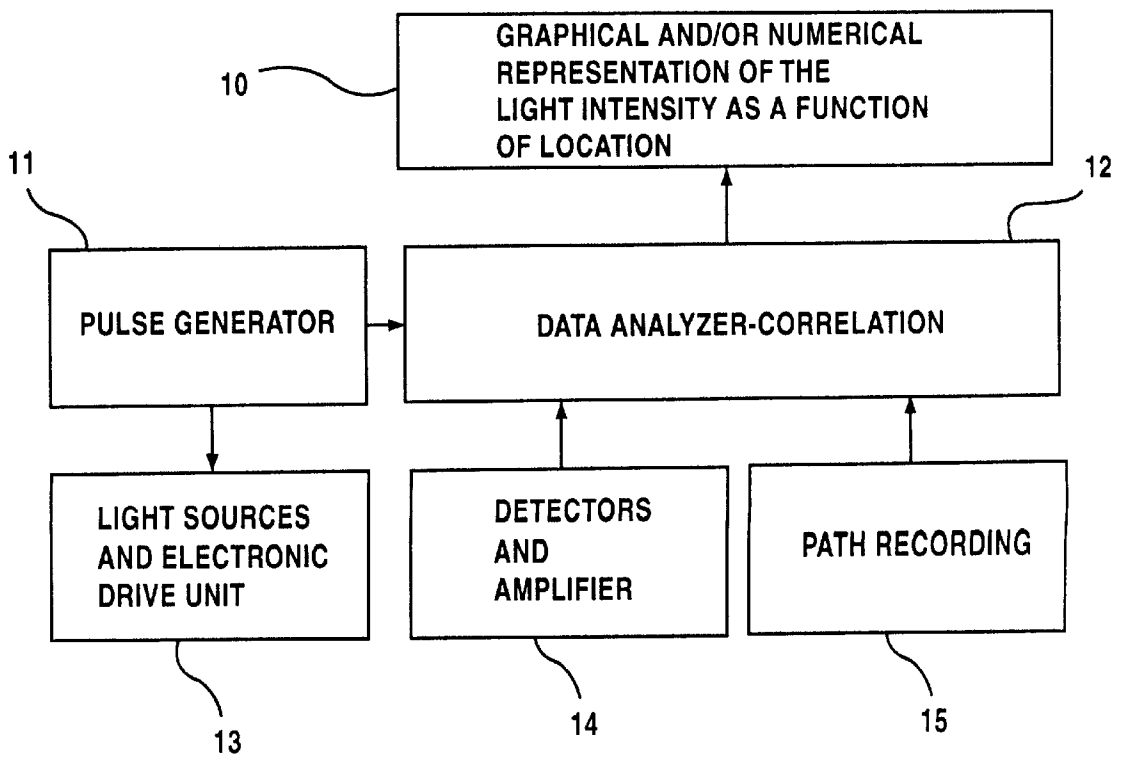 GRAPHICAL AND/OR NUMERICAL
REPRESENTATION OF THE
LIGHT INTENSITY AS A FUNCTION
OF LOCATION
10
11
12
PULSE GENERATOR
DATA ANALYZER-CORRELATION
LIGHT SOURCES
AND ELECTRONIC
DRIVE UNIT
DETECTORS
AND
AMPLIFIER
PATH RECORDING
13
14
15